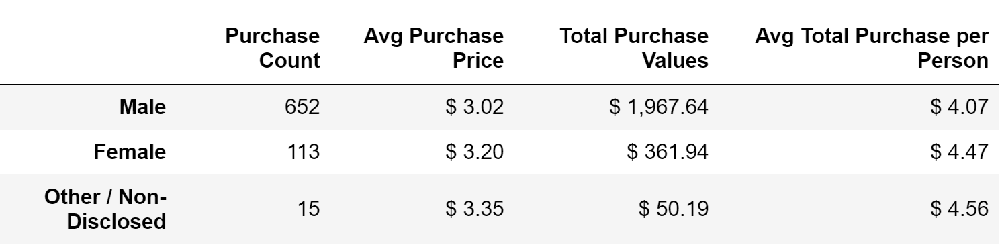 Purchase Count Avg Purchase Price Total Purchase Values Avg Total Purchase per Person
Male 652 $ 3.02 $ 1,967.64 $ 4.07
Female 113 $ 3.20 $ 361.94 $ 4.47
Other / Non-Disclosed 15 $ 3.35 $ 50.19 $ 4.56